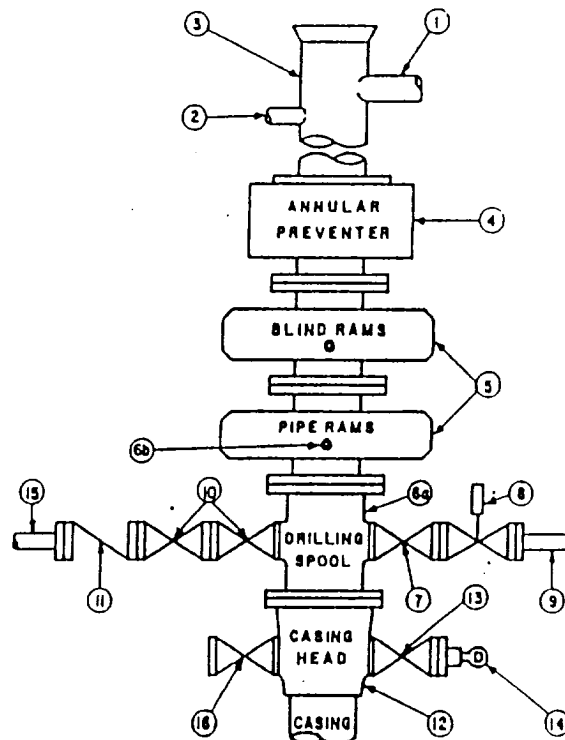 1
3
2
ANNULAR
PREVENTER
4
BLIND RAMS
5
PIPE RAMS
6b
15
10
6a
8
DRILLING
SPOOL
11
7
13
9
CASING
HEAD
D
16
12
14
CASING